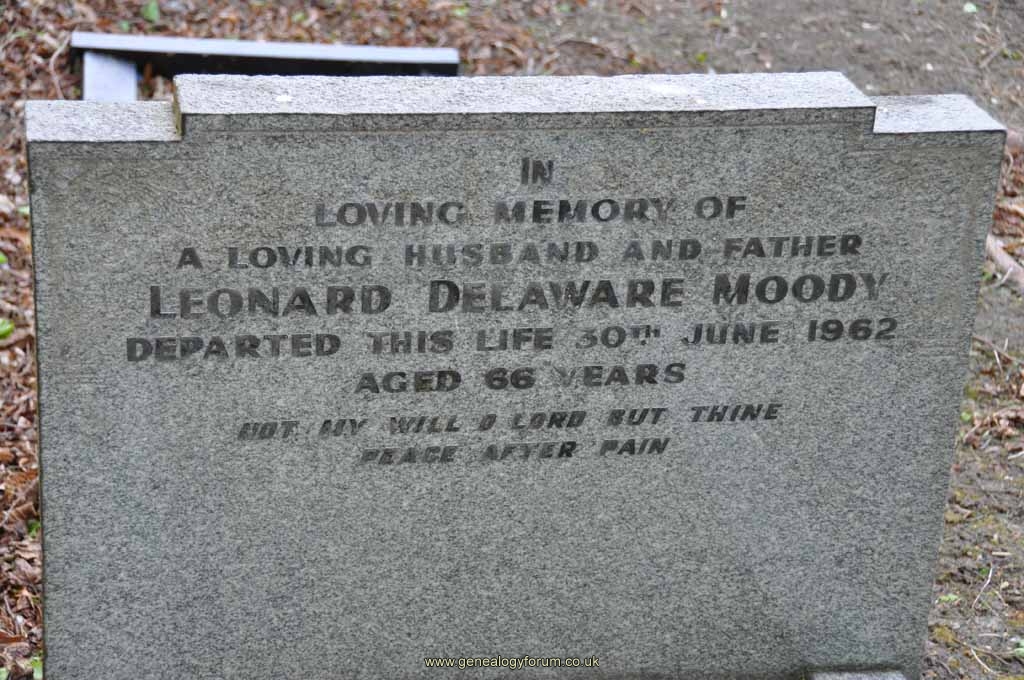 IN
LOVING MEMORY OF
A LOVING HUSBAND AND FATHER
LEONARD DELAWARE MOODY
DEPARTED THIS LIFE 30TH JUNE 1962
AGED 66 YEARS
NOT MY WILL O LORD BUT THINE
PEACE AFTER PAIN
www.genealogyforum.co.uk